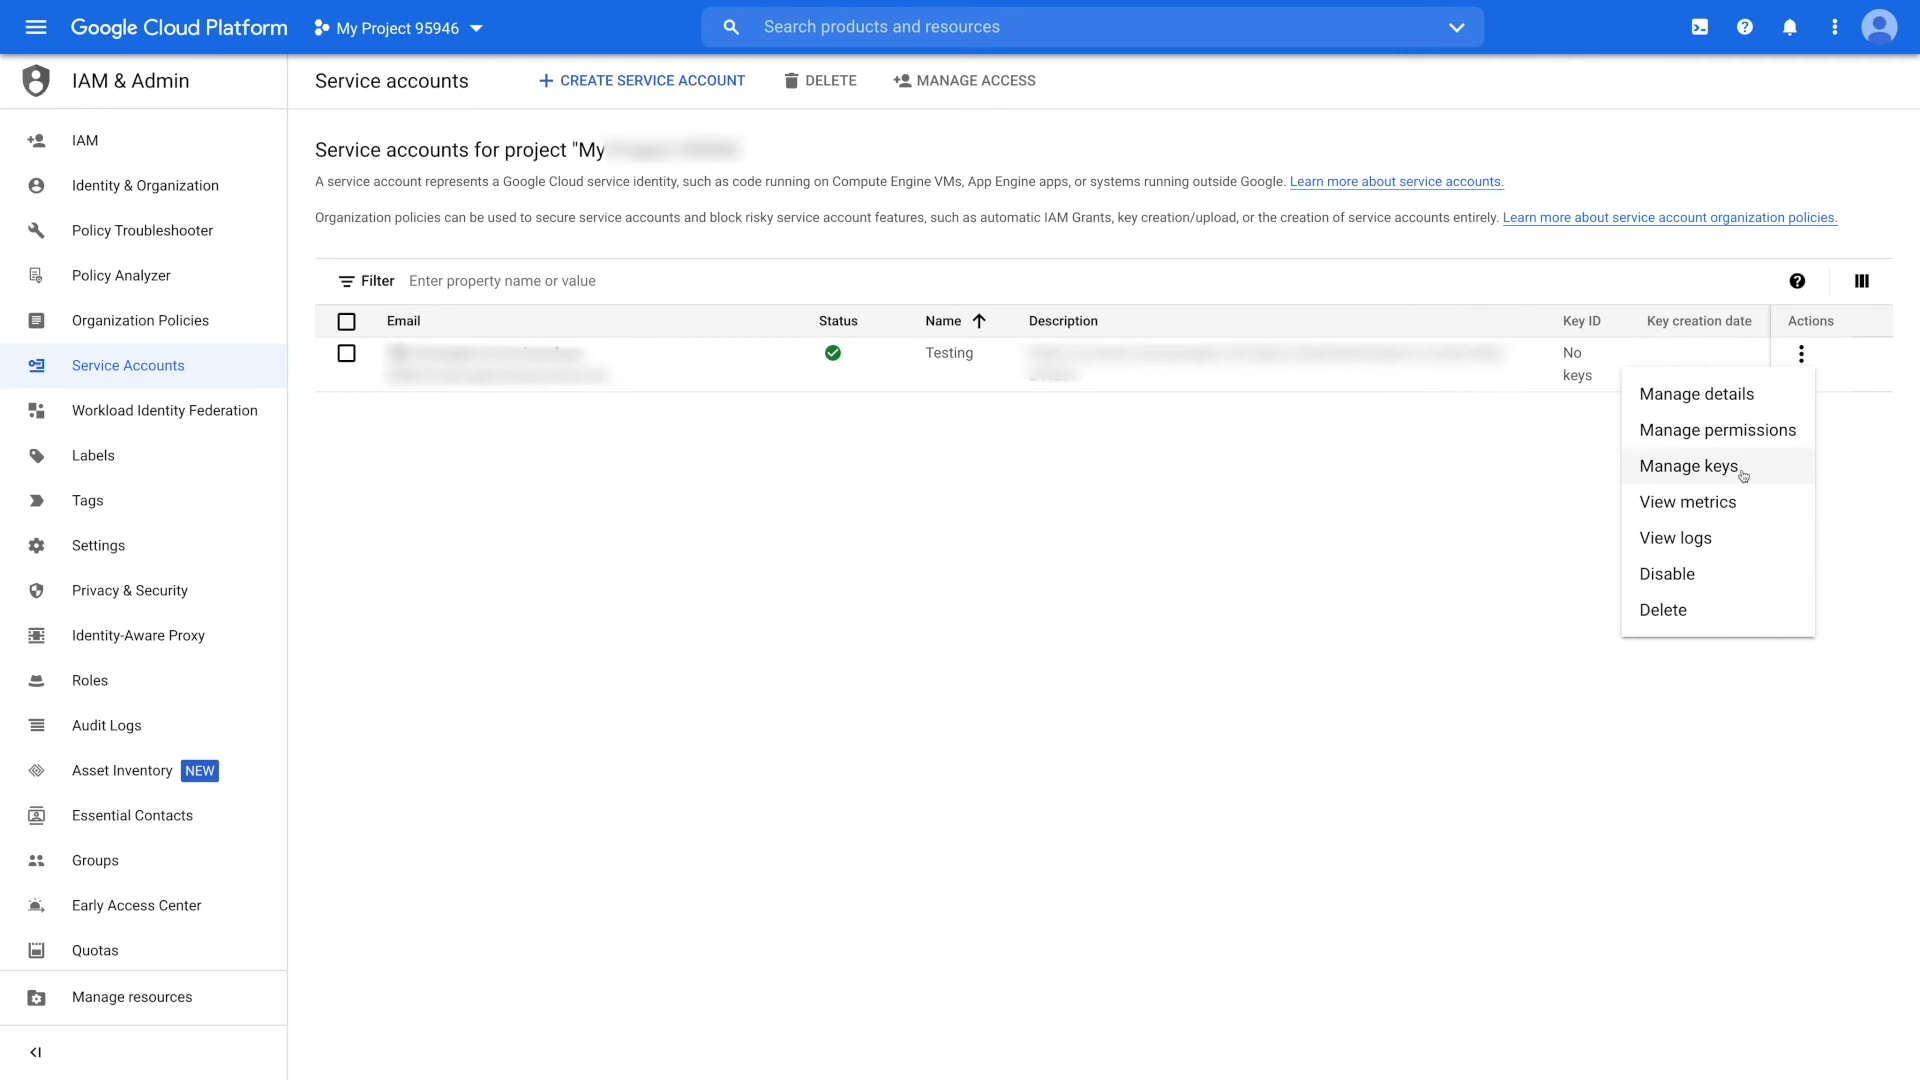 Google Cloud Platform
My Project 95946
Search products and resources
IAM & Admin
Service accounts
CREATE SERVICE ACCOUNT
DELETE
MANAGE ACCESS
IAM
Identity & Organization
Policy Troubleshooter
Policy Analyzer
Organization Policies
Service Accounts
Workload Identity Federation
Labels
Tags
Settings
Privacy & Security
Identity-Aware Proxy
Roles
Audit Logs
Asset Inventory NEW
Essential Contacts
Groups
Early Access Center
Quotas
Manage resources
Service accounts for project "My
A service account represents a Google Cloud service identity, such as code running on Compute Engine VMs, App Engine apps, or systems running outside Google. Learn more about service accounts.
Organization policies can be used to secure service accounts and block risky service account features, such as automatic IAM Grants, key creation/upload, or the creation of service accounts entirely. Learn more about service account organization policies.
Filter Enter property name or value
Email Status Name Description Key ID Key creation date Actions
Testing No
keys
Manage details
Manage permissions
Manage keys
View metrics
View logs
Disable
Delete